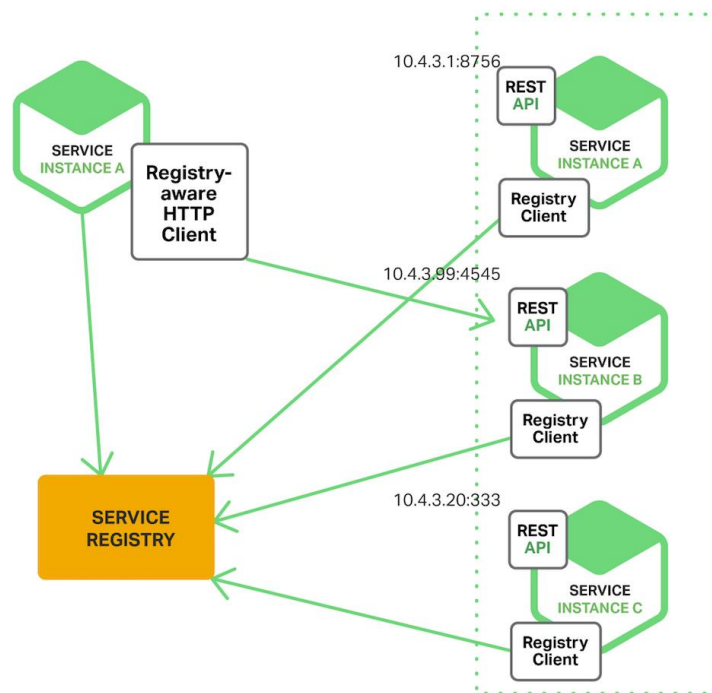 SERVICE
INSTANCE A
Registry-
aware
HTTP
Client
10.4.3.1:8756
REST
API
SERVICE
INSTANCE A
Registry
Client
10.4.3.99:4545
REST
API
SERVICE
INSTANCE B
Registry
Client
SERVICE
REGISTRY
10.4.3.20:333
REST
API
SERVICE
INSTANCE C
Registry
Client